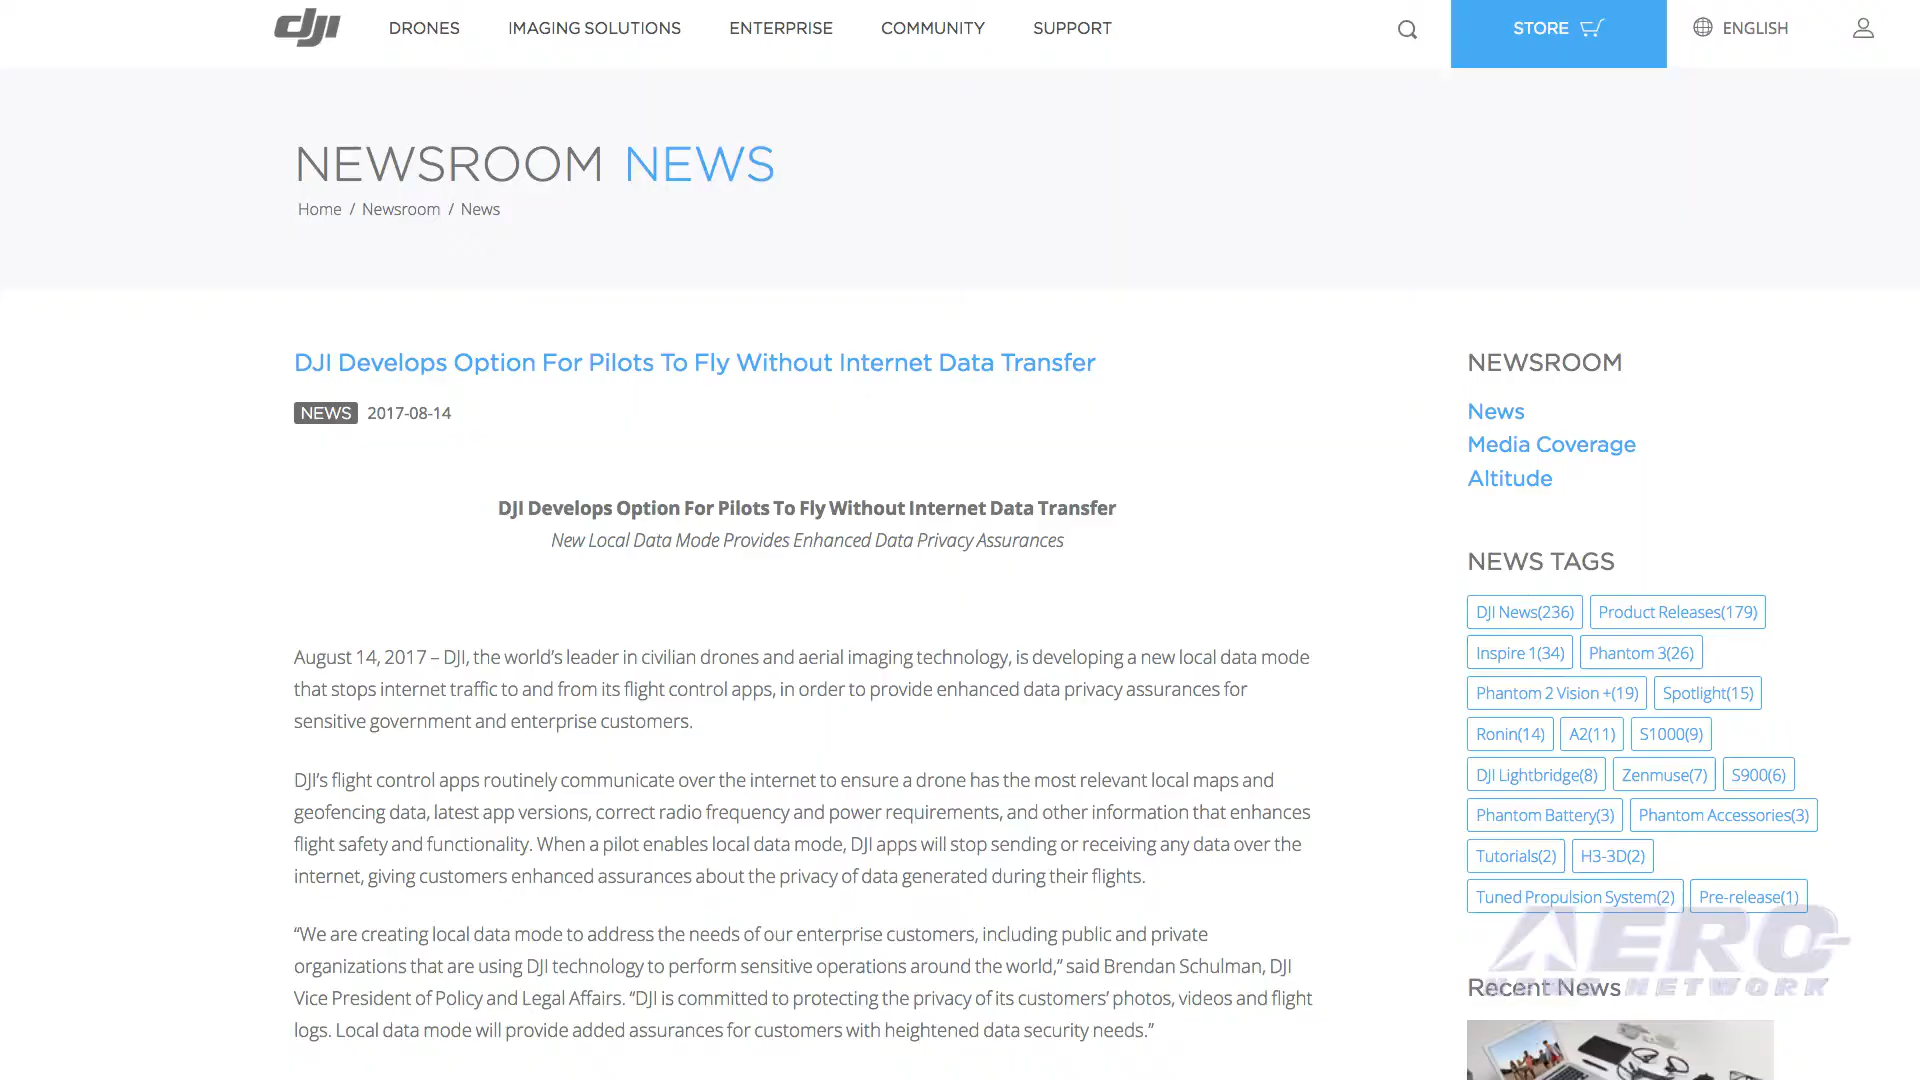 dji DRONES IMAGING SOLUTIONS ENTERPRISE COMMUNITY SUPPORT STORE ENGLISH
NEWSROOM NEWS
Home / Newsroom / News
DJI Develops Option For Pilots To Fly Without Internet Data Transfer
NEWS 2017-08-14
DJI Develops Option For Pilots To Fly Without Internet Data Transfer
New Local Data Mode Provides Enhanced Data Privacy Assurances
August 14, 2017 – DJI, the world’s leader in civilian drones and aerial imaging technology, is developing a new local data mode
that stops internet traffic to and from its flight control apps, in order to provide enhanced data privacy assurances for
sensitive government and enterprise customers.
DJI’s flight control apps routinely communicate over the internet to ensure a drone has the most relevant local maps and
geofencing data, latest app versions, correct radio frequency and power requirements, and other information that enhances
flight safety and functionality. When a pilot enables local data mode, DJI apps will stop sending or receiving any data over the
internet, giving customers enhanced assurances about the privacy of data generated during their flights.
“We are creating local data mode to address the needs of our enterprise customers, including public and private
organizations that are using DJI technology to perform sensitive operations around the world,” said Brendan Schulman, DJI
Vice President of Policy and Legal Affairs. “DJI is committed to protecting the privacy of its customers’ photos, videos and flight
logs. Local data mode will provide added assurances for customers with heightened data security needs.”
NEWSROOM
News
Media Coverage
Altitude
NEWS TAGS
DJI News(236) Product Releases(179)
Inspire 1(34) Phantom 3(26)
Phantom 2 Vision +(19) Spotlight(15)
Ronin(14) A2(11) S1000(9)
DJI Lightbridge(8) Zenmuse(7) S900(6)
Phantom Battery(3) Phantom Accessories(3)
Tutorials(2) H3-3D(2)
Tuned Propulsion System(2) Pre-release(1)
AERO
Recent News
NETWORK